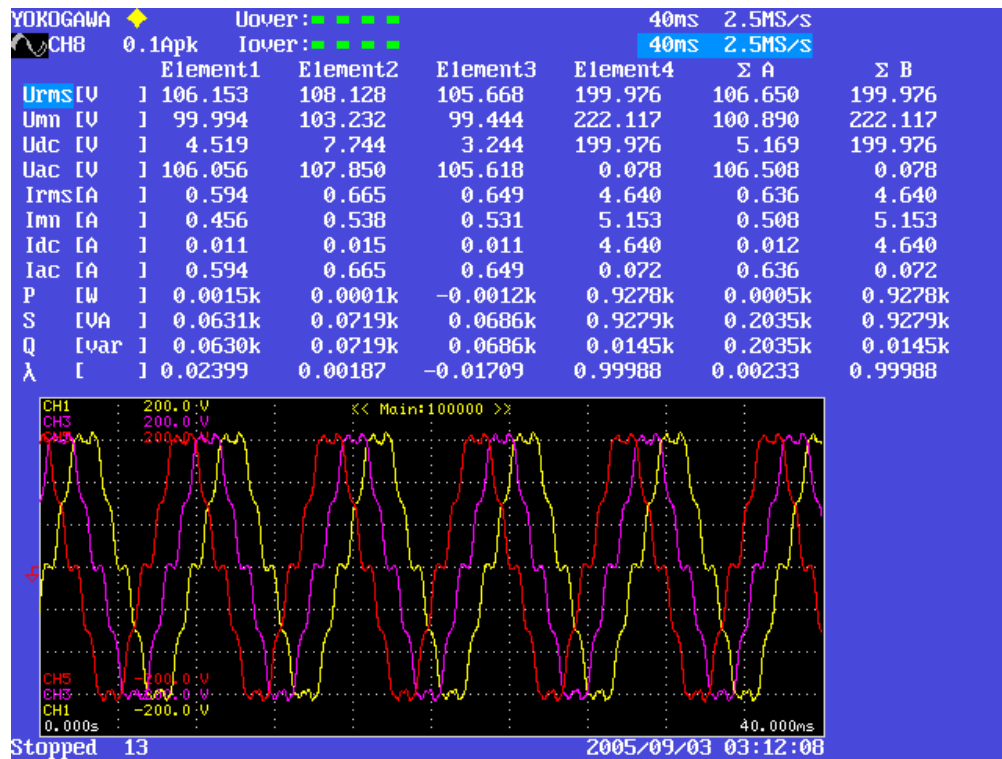 YOKOGAWA Uover: 40ms 2.5MS/s
CH8 0.1Apk Iover: 40ms 2.5MS/s
Element1 Element2 Element3 Element4 Σ A Σ B
Urms[V ] 106.153 108.128 105.668 199.976 106.650 199.976
Umn [V ] 99.994 103.232 99.444 222.117 100.890 222.117
Udc [V ] 4.519 7.744 3.244 199.976 5.169 199.976
Uac [V ] 106.056 107.850 105.618 0.078 106.508 0.078
Irms[A ] 0.594 0.665 0.649 4.640 0.636 4.640
Imn [A ] 0.456 0.538 0.531 5.153 0.508 5.153
Idc [A ] 0.011 0.015 0.011 4.640 0.012 4.640
Iac [A ] 0.594 0.665 0.649 0.072 0.636 0.072
P [W ] 0.0015k 0.0001k -0.0012k 0.9278k 0.0005k 0.9278k
S [VA ] 0.0631k 0.0719k 0.0686k 0.9279k 0.2035k 0.9279k
Q [var ] 0.0630k 0.0719k 0.0686k 0.0145k 0.2035k 0.0145k
λ [ ] 0.02399 0.00187 -0.01709 0.99988 0.00233 0.99988
CH1 200.0 V << Main:100000 >>
CH3 200.0 V
CH5 200.0 V
CH5 -200.0 V
CH3 -200.0 V
CH1 -200.0 V
0.000s 40.000ms
Stopped 13 2005/09/03 03:12:08